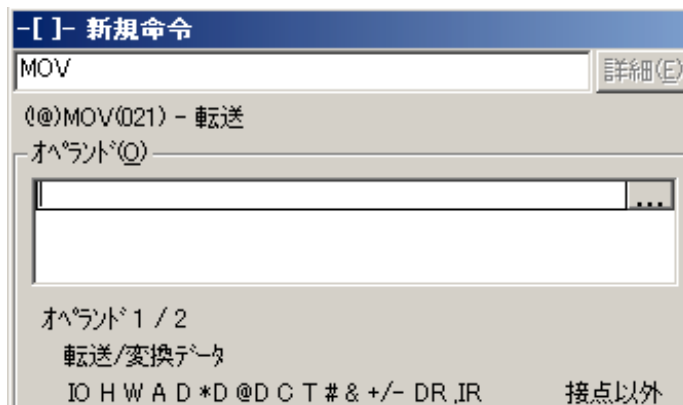 -[ ]- 新規命令
MOV
詳細(E)
(!@)MOV(021) - 転送
オペランド(O)
...
オペランド 1 / 2
転送/変換データ
IO H W A D *D @D C T # & +/- DR ,IR 接点以外